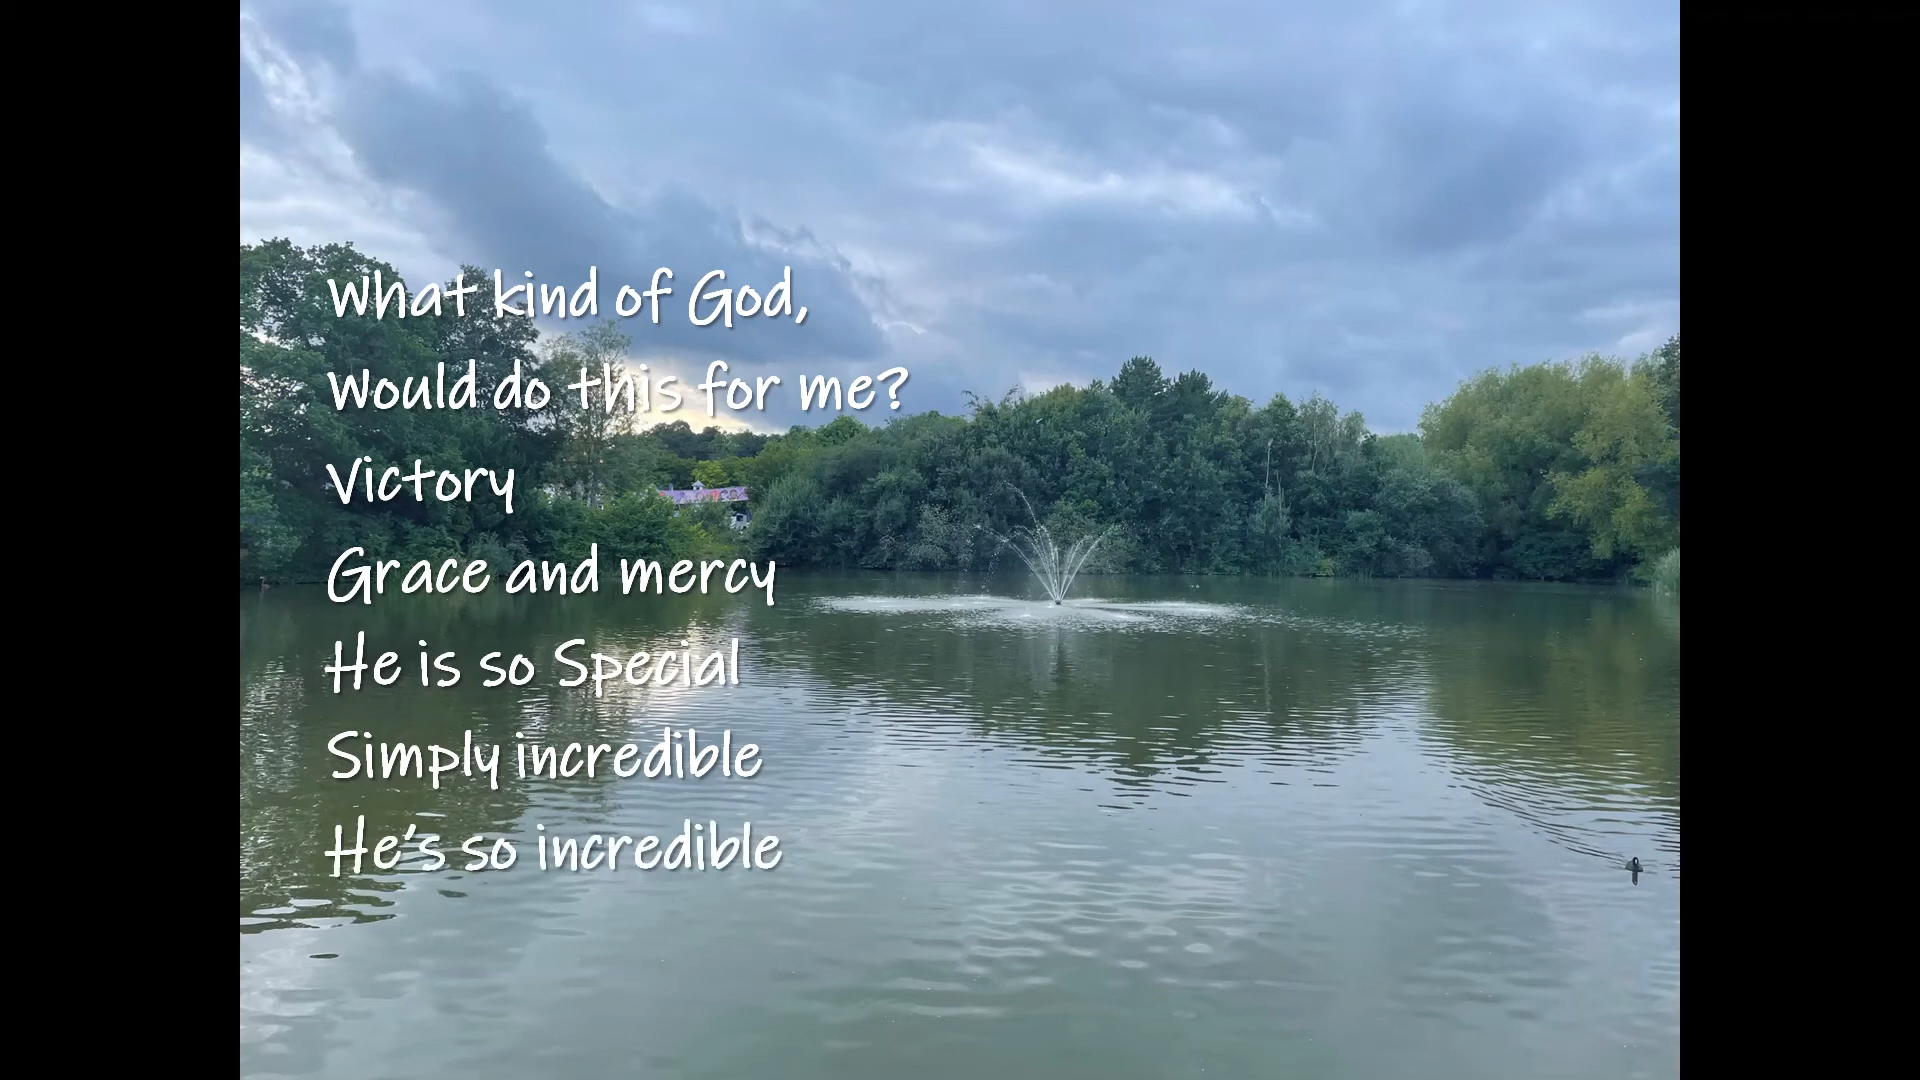 What kind of God,
Would do this for me?
Victory
Grace and mercy
He is so Special
Simply incredible
He's so incredible